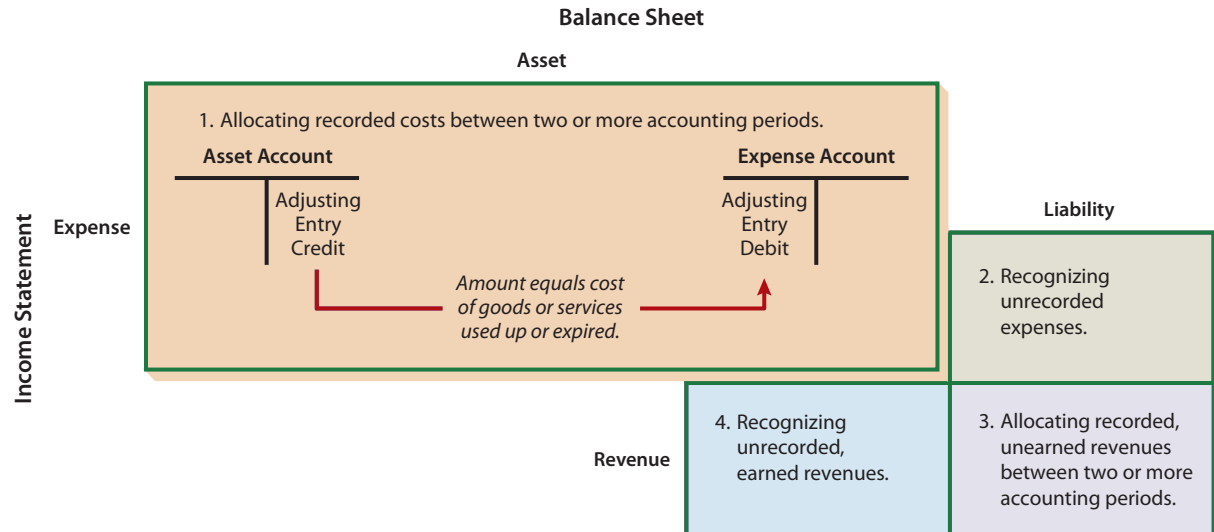 Balance Sheet
Asset
1. Allocating recorded costs between two or more accounting periods.
Asset Account
Expense Account
Adjusting
Entry
Credit
Adjusting
Entry
Debit
Amount equals cost
of goods or services
used up or expired.
Income Statement
Expense
Liability
2. Recognizing
unrecorded
expenses.
Revenue
4. Recognizing
unrecorded,
earned revenues.
3. Allocating recorded,
unearned revenues
between two or more
accounting periods.